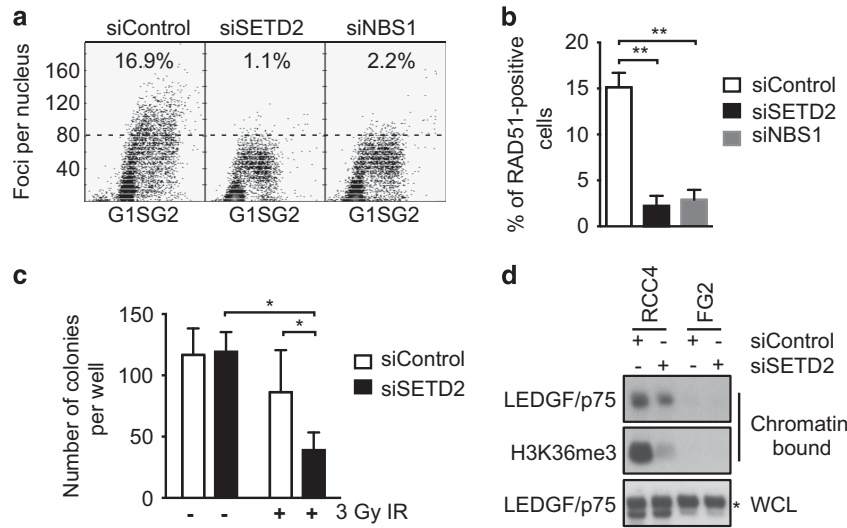 a
siControl siSETD2 siNBS1
Foci per nucleus
160
120
80
40
16.9% 1.1% 2.2%
G1SG2 G1SG2 G1SG2
b
% of RAD51-positive
cells
20
15
10
5
0
**
**
siControl
siSETD2
siNBS1
c
Number of colonies
per well
150
100
50
0
*
*
siControl
siSETD2
- - + + 3 Gy IR
d
RCC4 FG2
+ - + - siControl
- + - + siSETD2
LEDGF/p75
H3K36me3
Chromatin
bound
LEDGF/p75 * WCL